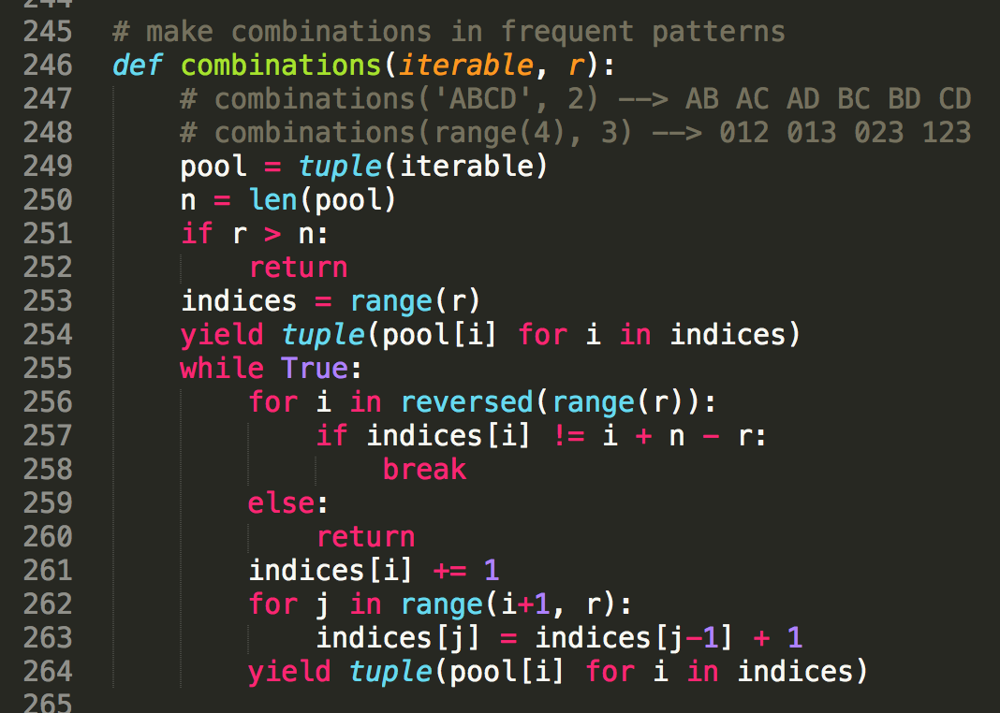 244
245 # make combinations in frequent patterns
246 def combinations(iterable, r):
247     # combinations('ABCD', 2) --> AB AC AD BC BD CD
248     # combinations(range(4), 3) --> 012 013 023 123
249     pool = tuple(iterable)
250     n = len(pool)
251     if r > n:
252         return
253     indices = range(r)
254     yield tuple(pool[i] for i in indices)
255     while True:
256         for i in reversed(range(r)):
257             if indices[i] != i + n - r:
258                 break
259         else:
260             return
261         indices[i] += 1
262         for j in range(i+1, r):
263             indices[j] = indices[j-1] + 1
264         yield tuple(pool[i] for i in indices)
265